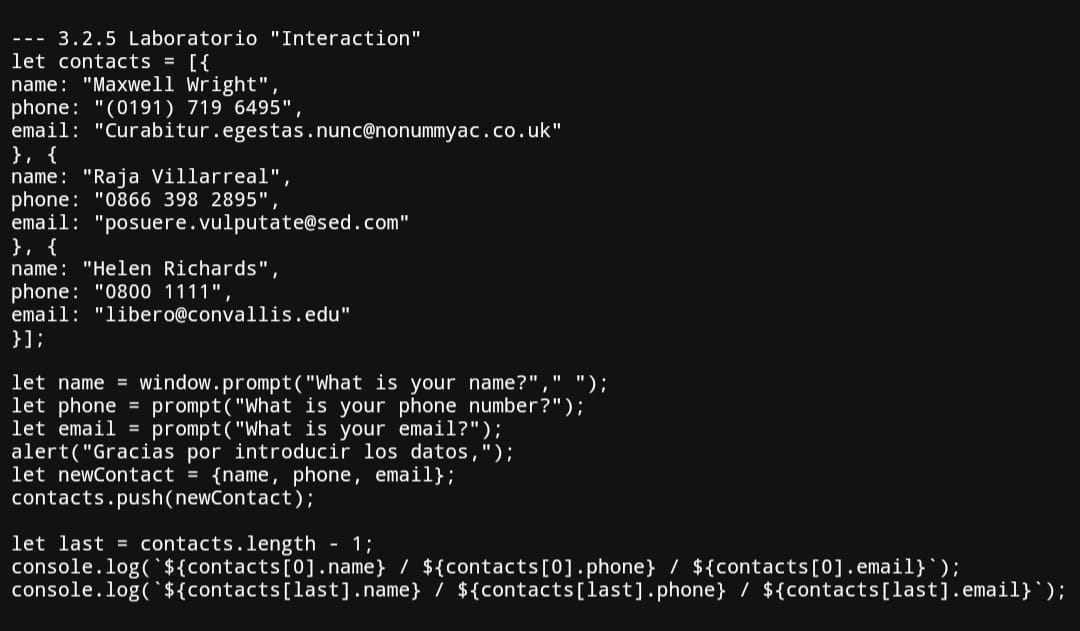 --- 3.2.5 Laboratorio "Interaction"
let contacts = [{
name: "Maxwell Wright",
phone: "(0191) 719 6495",
email: "Curabitur.egestas.nunc@nonummyac.co.uk"
}, {
name: "Raja Villarreal",
phone: "0866 398 2895",
email: "posuere.vulputate@sed.com"
}, {
name: "Helen Richards",
phone: "0800 1111",
email: "libero@convallis.edu"
}];

let name = window.prompt("What is your name?"," ");
let phone = prompt("What is your phone number?");
let email = prompt("What is your email?");
alert("Gracias por introducir los datos,");
let newContact = {name, phone, email};
contacts.push(newContact);

let last = contacts.length - 1;
console.log(`${contacts[0].name} / ${contacts[0].phone} / ${contacts[0].email}`);
console.log(`${contacts[last].name} / ${contacts[last].phone} / ${contacts[last].email}`);